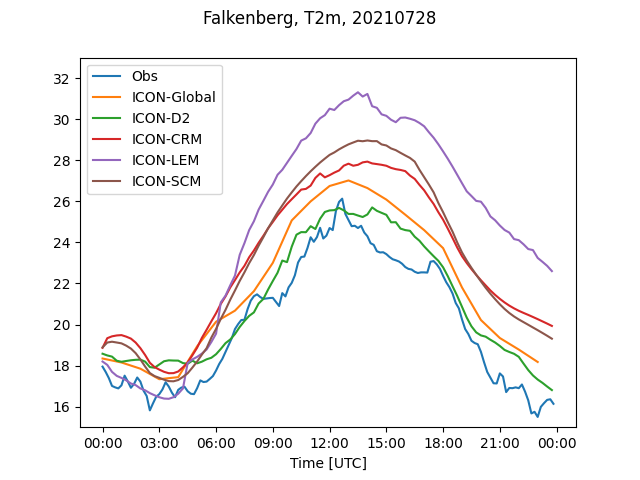 Falkenberg, T2m, 20210728
Obs
ICON-Global
ICON-D2
ICON-CRM
ICON-LEM
ICON-SCM
32
30
28
26
24
22
20
18
16
00:00 03:00 06:00 09:00 12:00 15:00 18:00 21:00 00:00
Time [UTC]